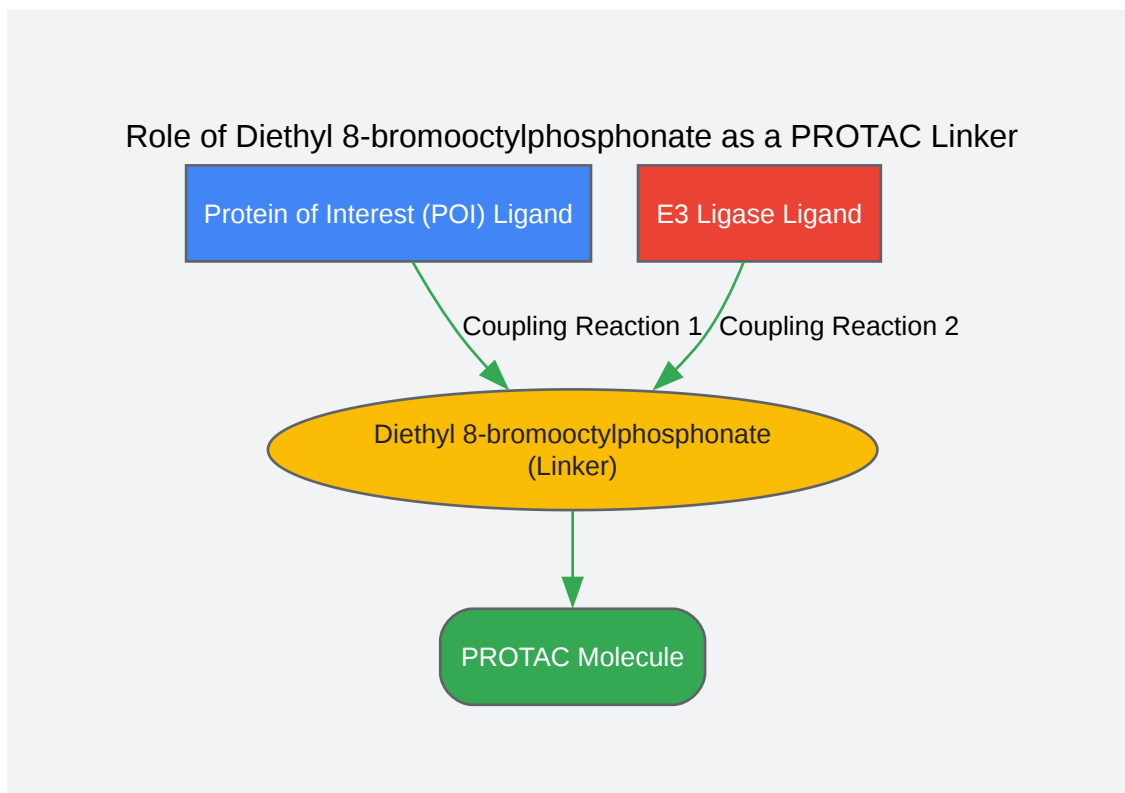 Role of Diethyl 8-bromooctylphosphonate as a PROTAC Linker
Protein of Interest (POI) Ligand
E3 Ligase Ligand
Coupling Reaction 1
Coupling Reaction 2
Diethyl 8-bromooctylphosphonate
(Linker)
PROTAC Molecule